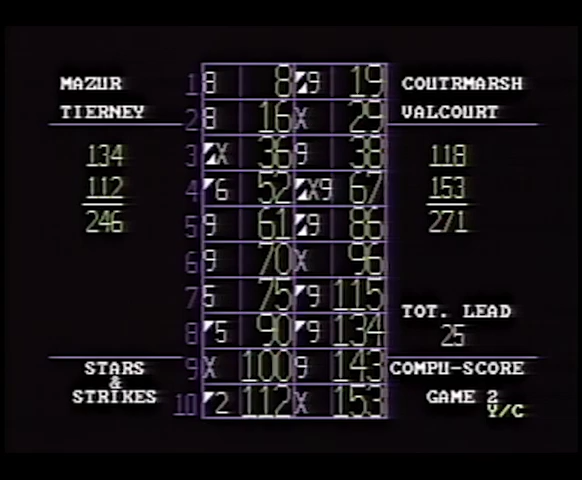 MAZUR
TIERNEY
134
112
246
STARS
&
STRIKES
1 8 8 9 19
2 8 16 X 29
3 X 36 9 38
4 6 52 X9 67
5 9 61 9 86
6 9 70 X 96
7 5 75 9 115
8 5 90 9 134
9 X 100 9 143
10 2 112 X 153
COUTRMARSH
VALCOURT
118
153
271
TOT. LEAD
25
COMPU-SCORE
GAME 2
Y/C